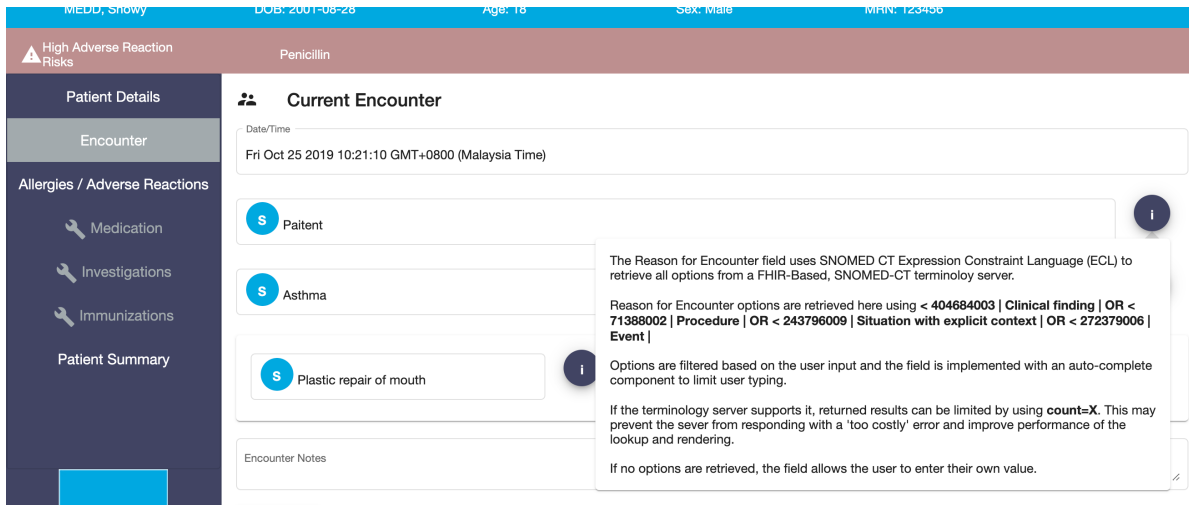 MEDD, Snowy DOB: 2001-08-28 Age: 18 Sex: Male MRN: 123456
High Adverse Reaction
Risks
Penicillin
Patient Details
Encounter
Allergies / Adverse Reactions
Medication
Investigations
Immunizations
Patient Summary
Current Encounter
Date/Time
Fri Oct 25 2019 10:21:10 GMT+0800 (Malaysia Time)
S Paitent
i
S Asthma
S Plastic repair of mouth
i
Encounter Notes
The Reason for Encounter field uses SNOMED CT Expression Constraint Language (ECL) to
retrieve all options from a FHIR-Based, SNOMED-CT terminoloy server.
Reason for Encounter options are retrieved here using < 404684003 | Clinical finding | OR <
71388002 | Procedure | OR < 243796009 | Situation with explicit context | OR < 272379006 |
Event |
Options are filtered based on the user input and the field is implemented with an auto-complete
component to limit user typing.
If the terminology server supports it, returned results can be limited by using count=X. This may
prevent the sever from responding with a 'too costly' error and improve performance of the
lookup and rendering.
If no options are retrieved, the field allows the user to enter their own value.